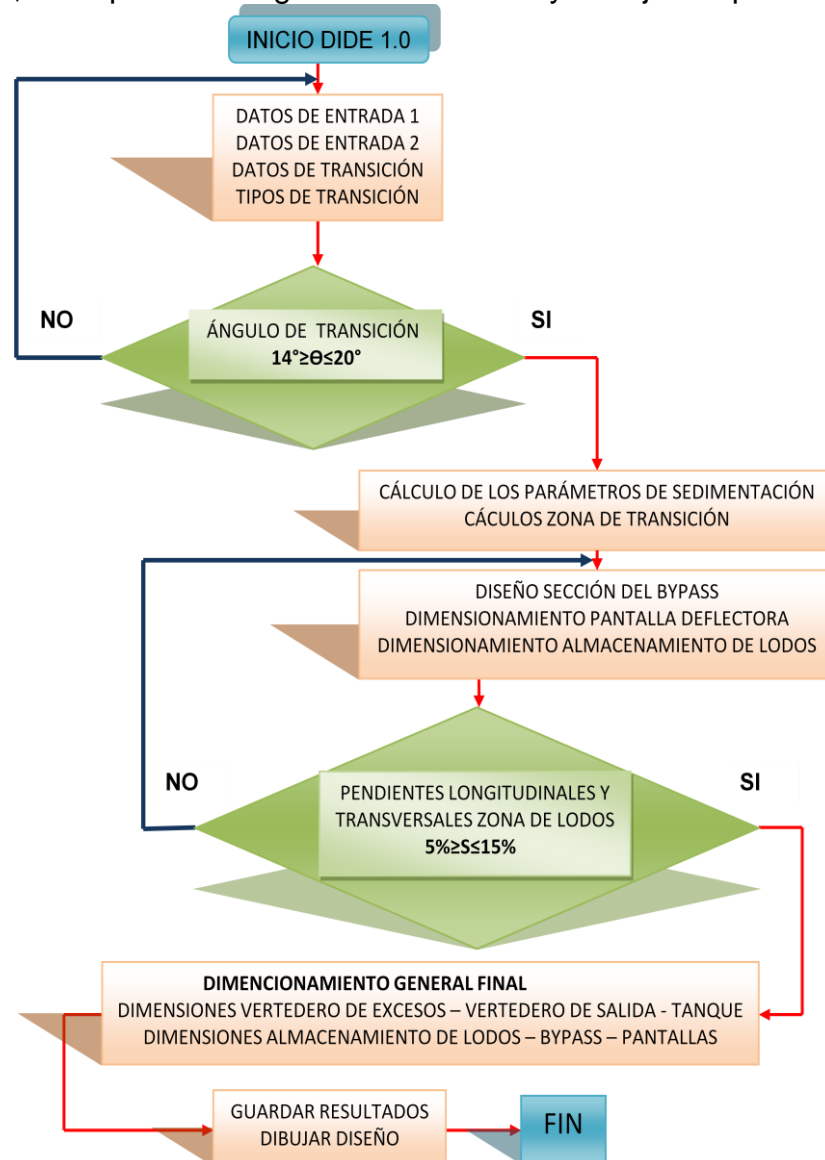 INICIO DIDE 1.0
DATOS DE ENTRADA 1
DATOS DE ENTRADA 2
DATOS DE TRANSICIÓN
TIPOS DE TRANSICIÓN
NO
SI
ÁNGULO DE TRANSICIÓN
14°≥Ɵ≤20°
CÁLCULO DE LOS PARÁMETROS DE SEDIMENTACIÓN
CÁCULOS ZONA DE TRANSICIÓN
DISEÑO SECCIÓN DEL BYPASS
DIMENSIONAMIENTO PANTALLA DEFLECTORA
DIMENSIONAMIENTO ALMACENAMIENTO DE LODOS
NO
SI
PENDIENTES LONGITUDINALES Y
TRANSVERSALES ZONA DE LODOS
5%≥S≤15%
DIMENCIONAMIENTO GENERAL FINAL
DIMENSIONES VERTEDERO DE EXCESOS – VERTEDERO DE SALIDA - TANQUE
DIMENSIONES ALMACENAMIENTO DE LODOS – BYPASS – PANTALLAS
GUARDAR RESULTADOS
DIBUJAR DISEÑO
FIN